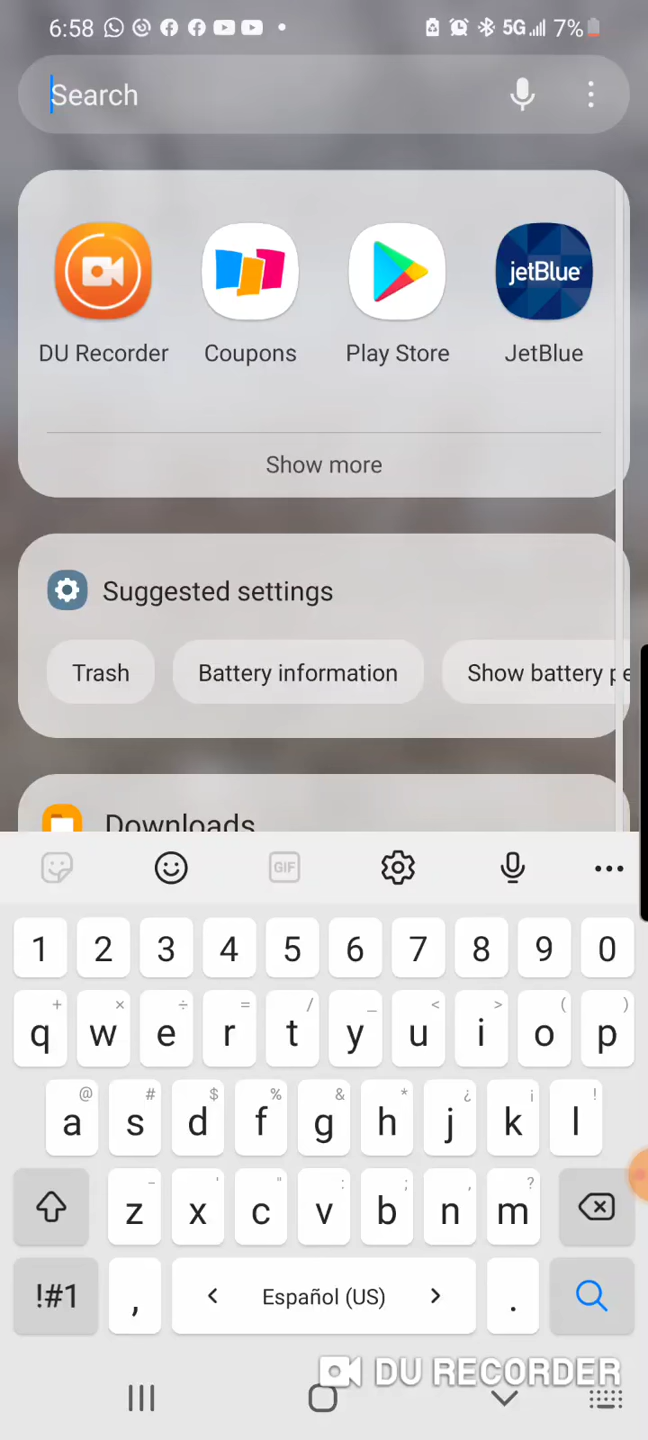 6:58 5G 7%
Search
jetBlue
DU Recorder Coupons Play Store JetBlue
Show more
Suggested settings
Trash Battery information Show battery pe
Downloads
GIF
1 2 3 4 5 6 7 8 9 0
+ × ÷ = / _ < > ( )
q w e r t y u i o p
@ # $ % & * ¿ ¡ !
a s d f g h j k l
- ' " : ; , ?
z x c v b n m
!#1 , < Español (US) > .
DU RECORDER